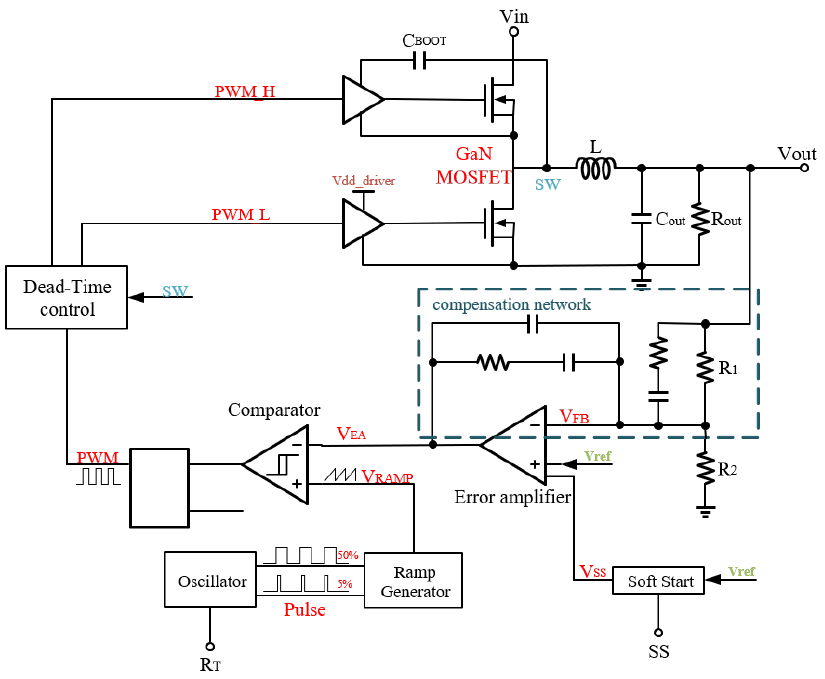 Vin
CBOOT
PWM_H
GaN
MOSFET
SW
L
Vout
Vdd_driver
PWM_L
Cout
Rout
Dead-Time
control
SW
compensation network
R1
Comparator
VEA
VFB
PWM
VRAMP
Vref
Error amplifier
R2
Oscillator
50%
5%
Pulse
Ramp
Generator
VSS
Soft Start
Vref
RT
SS